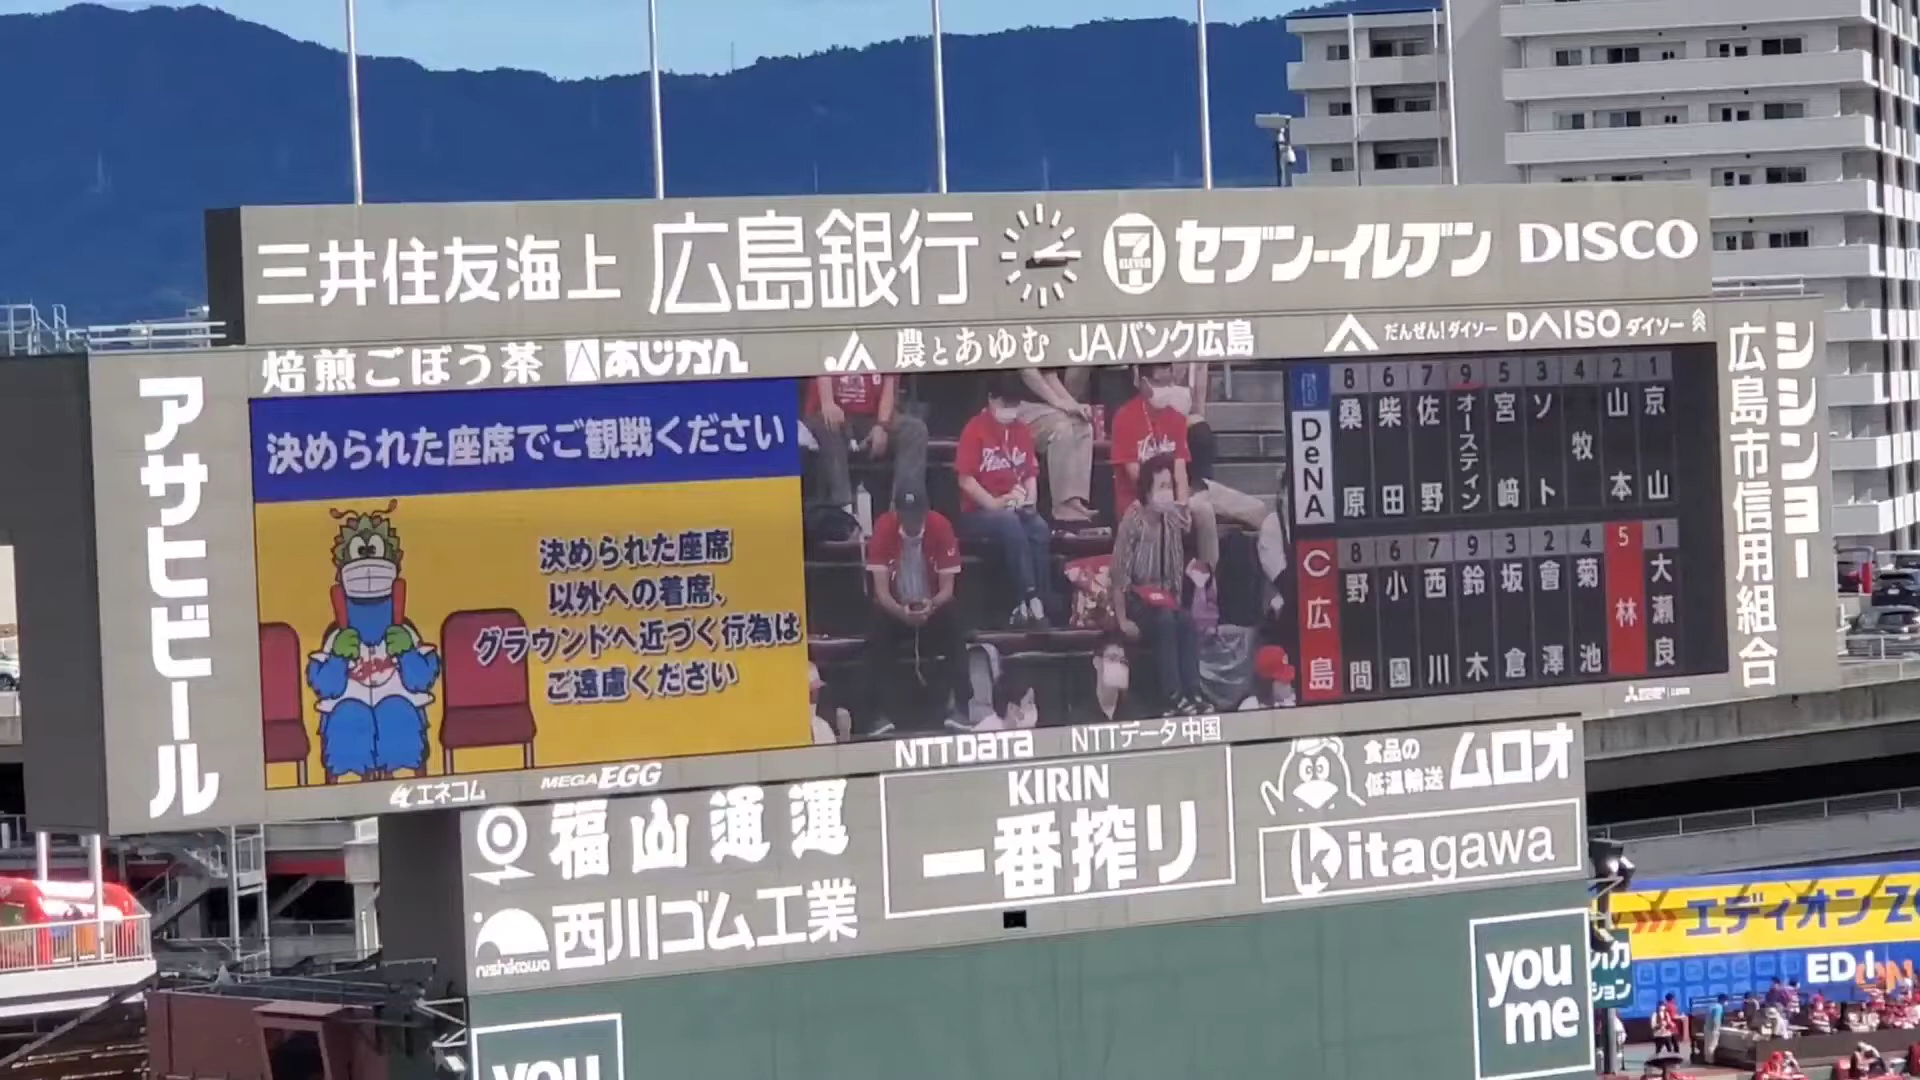 三井住友海上
広島銀行
7
ELEVEN
セブン-イレブン
DISCO
焙煎ごぼう茶
あじかん
JA
農とあゆむ
JAバンク広島
だんぜん!ダイソー
DAISO
ダイソー
アサヒビール
シシンヨー
広島市信用組合
決められた座席でご観戦ください
決められた座席
以外への着席、
グラウンドへ近づく行為は
ご遠慮ください
DeNA
8 6 7 9 5 3 4 2 1
桑原
柴田
佐野
オースティン
宮﨑
ソト
牧
山本
京山
広島
8 6 7 9 3 2 4 5 1
野間
小園
西川
鈴木
坂倉
會澤
菊池
林
大瀬良
エネコム
MEGA EGG
NTT DATA
NTTデータ中国
福山通運
KIRIN
一番搾り
食品の
低温輸送
ムロオ
Kitagawa
nishikawa
西川ゴム工業
you
me
you
エディオン
EDION